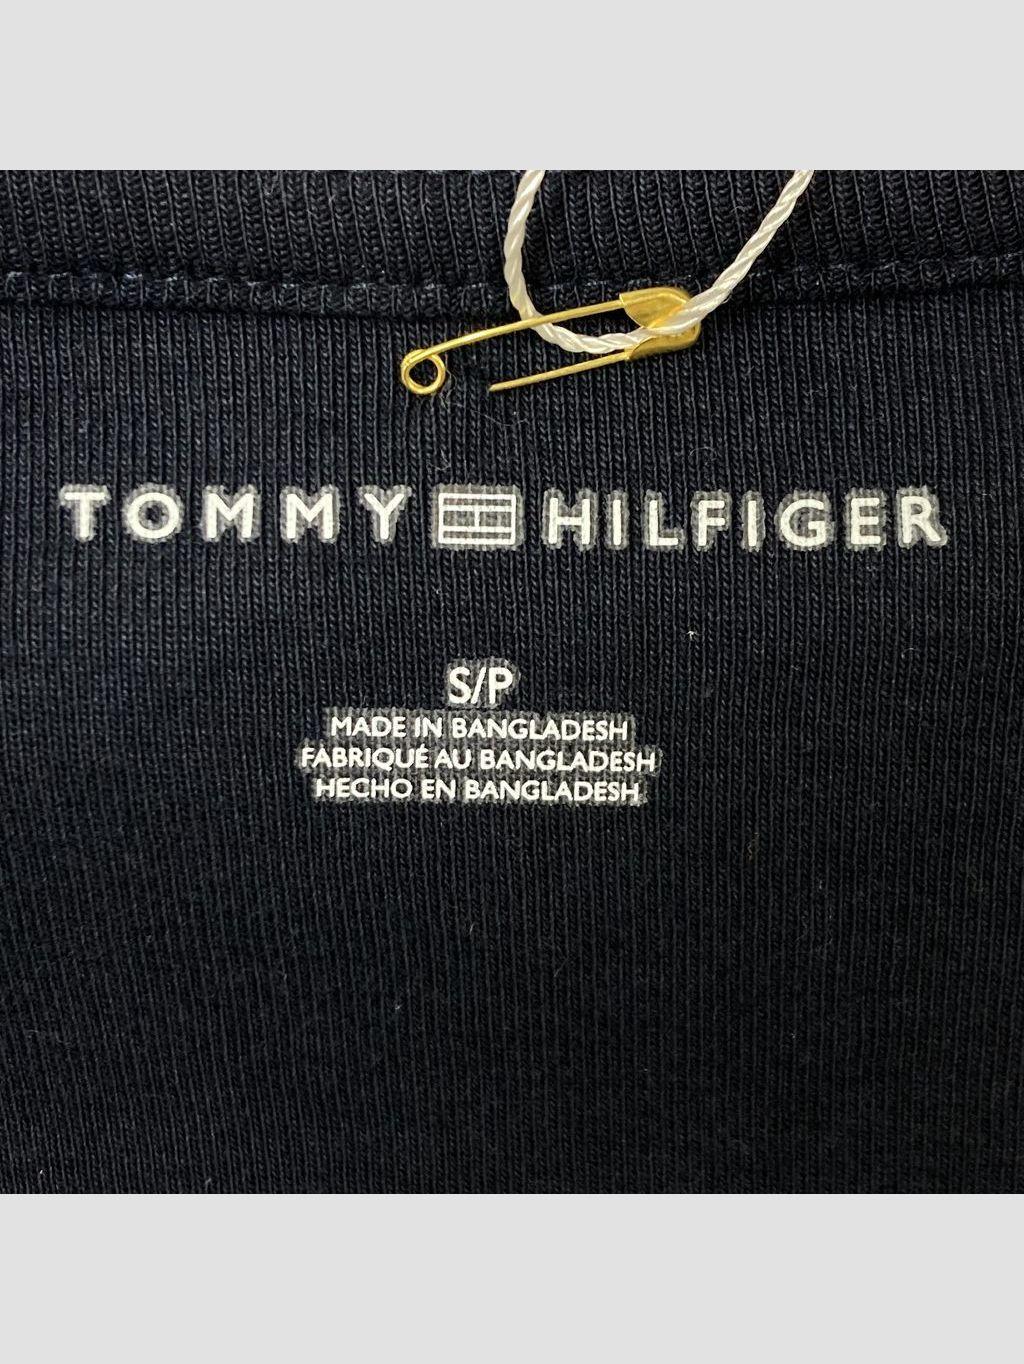 TOMMY HILFIGER
S/P
MADE IN BANGLADESH
FABRIQUÉ AU BANGLADESH
HECHO EN BANGLADESH